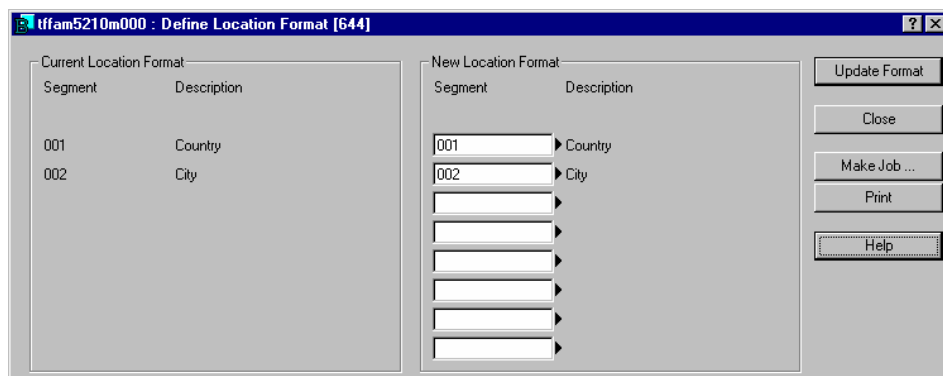 tffam5210m000 : Define Location Format [644]
Current Location Format
Segment Description
001 Country
002 City
New Location Format
Segment Description
001 Country
002 City
Update Format
Close
Make Job ...
Print
Help